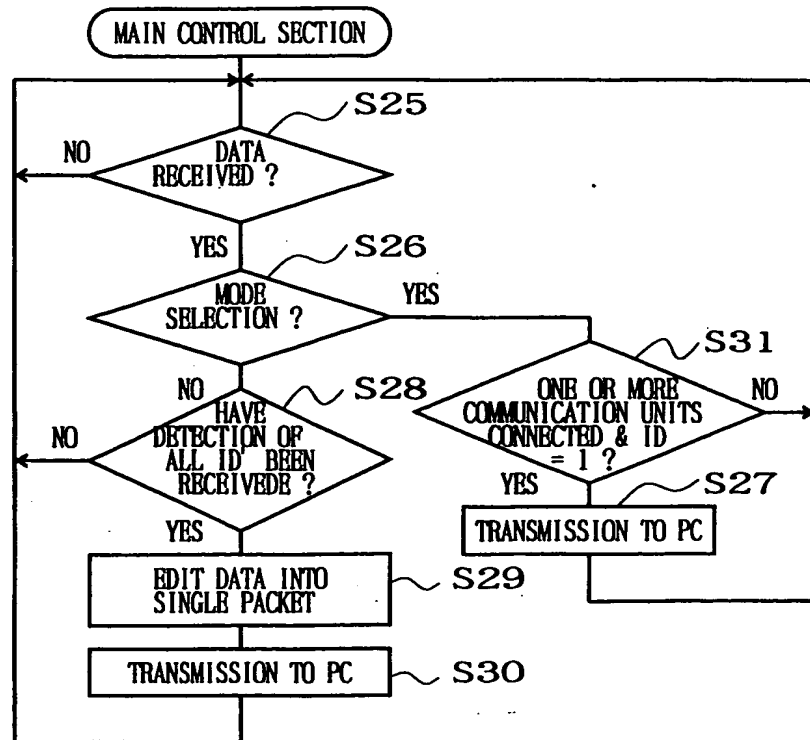 MAIN CONTROL SECTION
S25
NO
DATA
RECEIVED ?
YES
S26
MODE
SELECTION ?
YES
S31
NO
S28
ONE OR MORE
COMMUNICATION UNITS
CONNECTED & ID
= 1 ?
NO
HAVE
DETECTION OF
ALL ID' BEEN
RECEIVEDE ?
NO
YES
S27
TRANSMISSION TO PC
YES
EDIT DATA INTO
SINGLE PACKET
S29
TRANSMISSION TO PC
S30